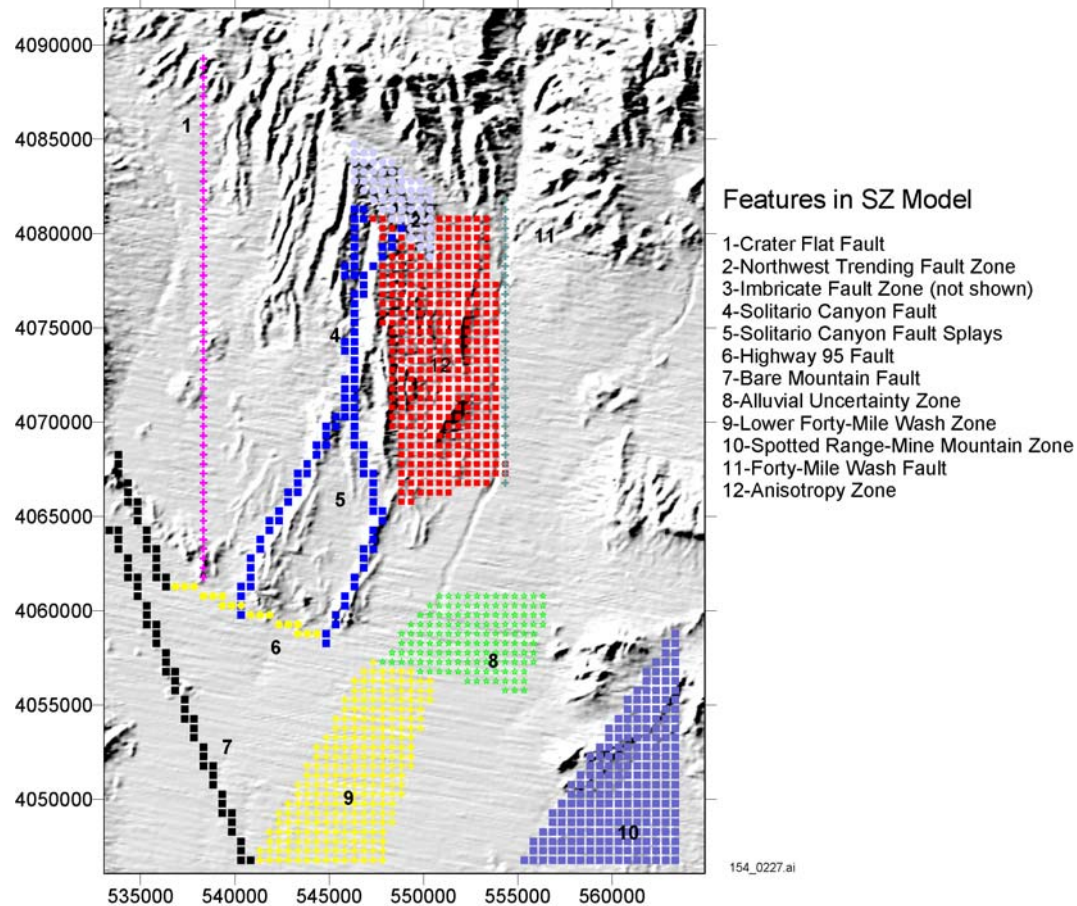 4090000
1
4085000
Features in SZ Model
2
11
4080000
1-Crater Flat Fault
2-Northwest Trending Fault Zone
3-Imbricate Fault Zone (not shown)
4-Solitario Canyon Fault
5-Solitario Canyon Fault Splays
6-Highway 95 Fault
7-Bare Mountain Fault
8-Alluvial Uncertainty Zone
9-Lower Forty-Mile Wash Zone
10-Spotted Range-Mine Mountain Zone
11-Forty-Mile Wash Fault
12-Anisotropy Zone
4075000
4
12
4070000
5
4065000
4060000
6
8
4055000
7
4050000
9
10
154_0227.ai
535000 540000 545000 550000 555000 560000